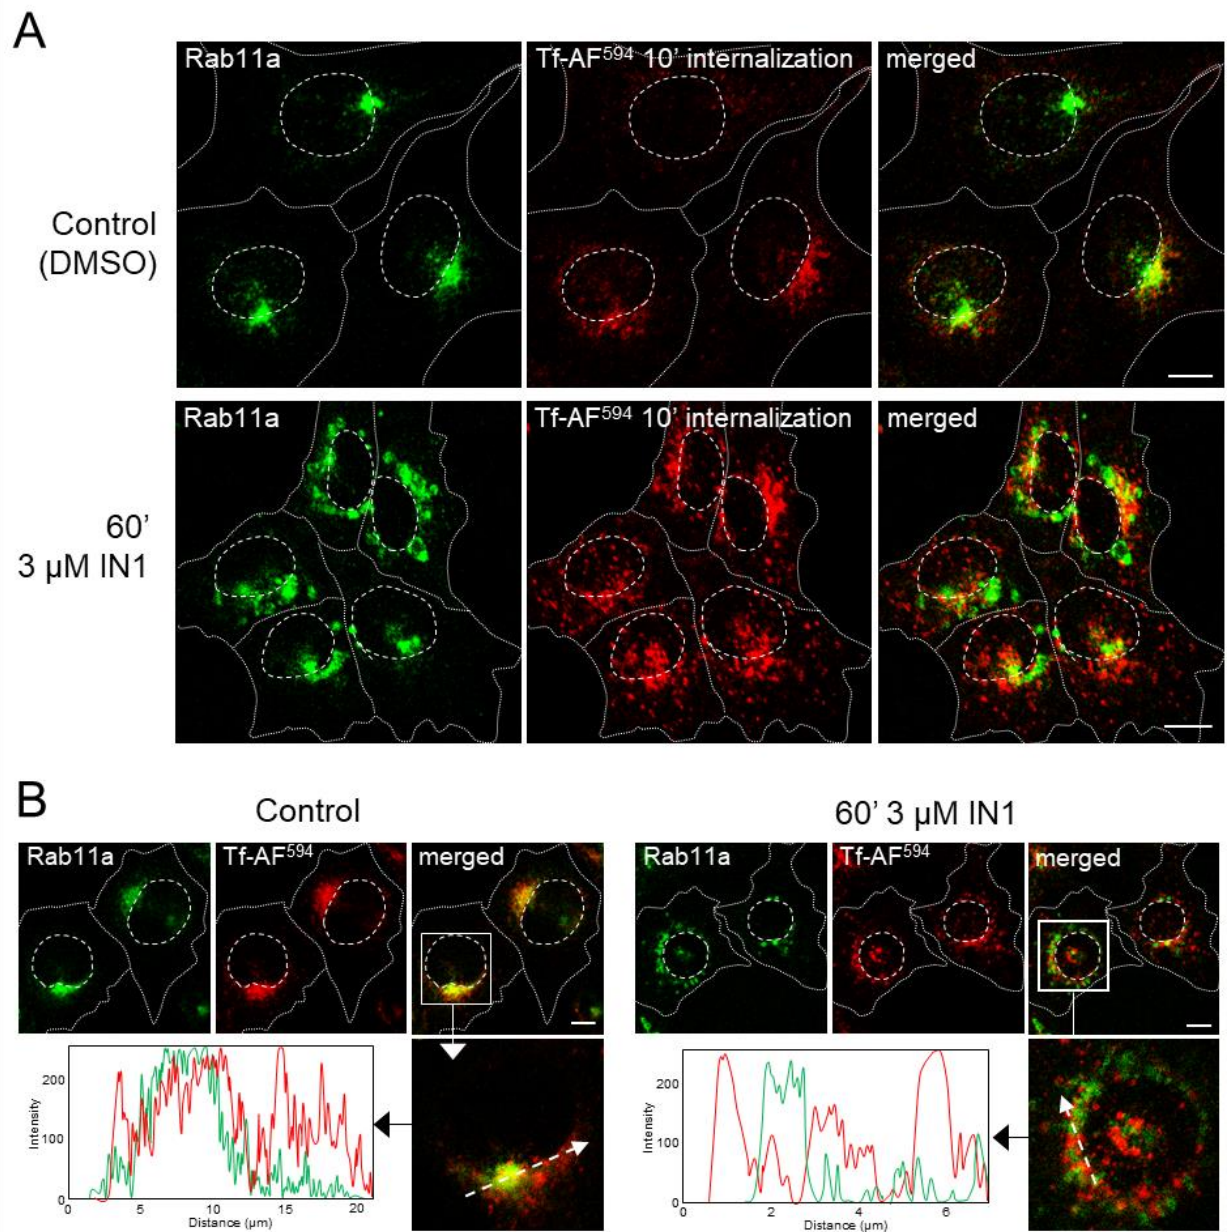 A
Rab11a
Tf-AF594 10' internalization
merged
Control
(DMSO)
Rab11a
Tf-AF594 10' internalization
merged
60'
3 µM IN1
B
Control
60' 3 µM IN1
Rab11a
Tf-AF594
merged
Rab11a
Tf-AF594
merged
Intensity
200
100
0
0 5 10 15 20
Distance (µm)
Intensity
200
100
0
0 2 4 6
Distance (µm)